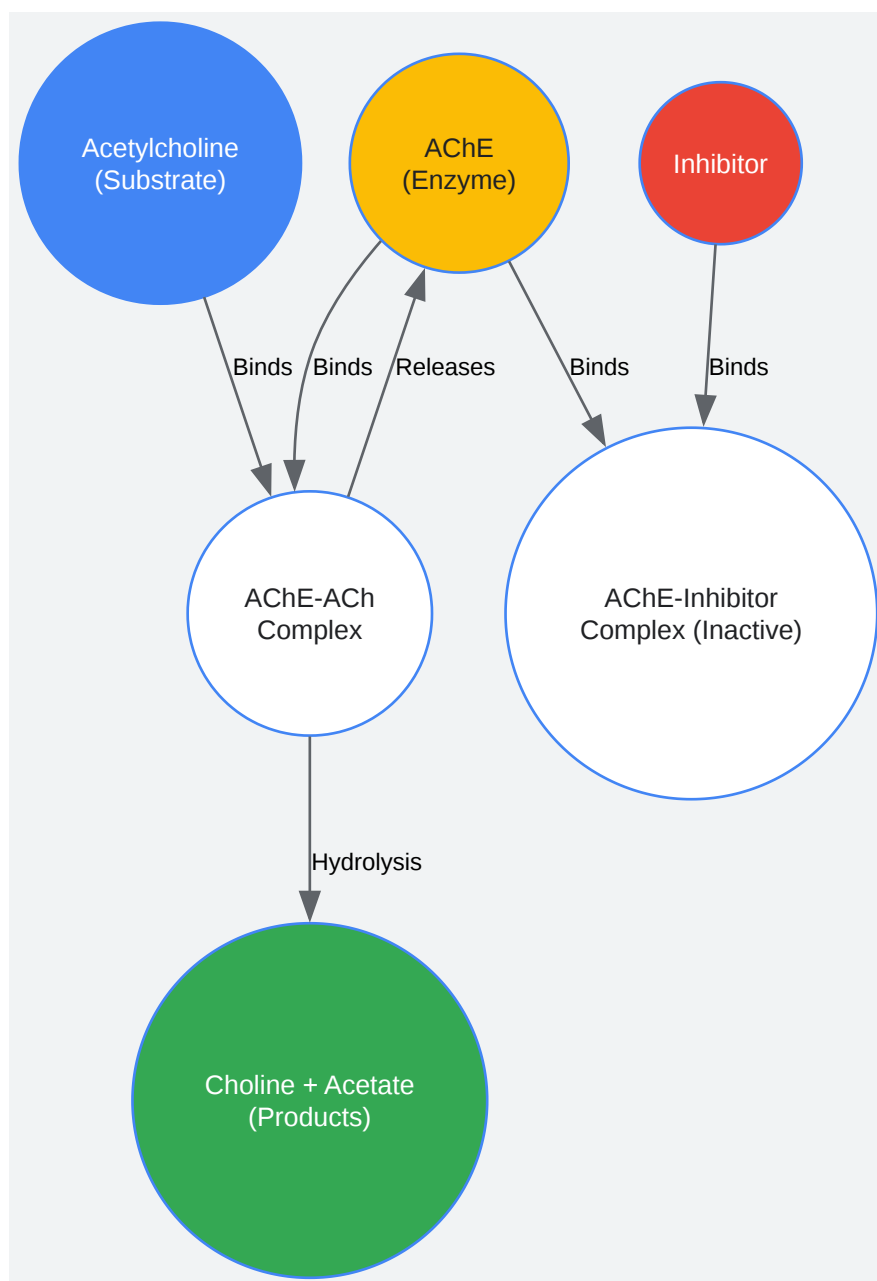 Acetylcholine
(Substrate)
AChE
(Enzyme)
Inhibitor
Binds
Binds
Releases
Binds
Binds
AChE-ACh
Complex
AChE-Inhibitor
Complex (Inactive)
Hydrolysis
Choline + Acetate
(Products)